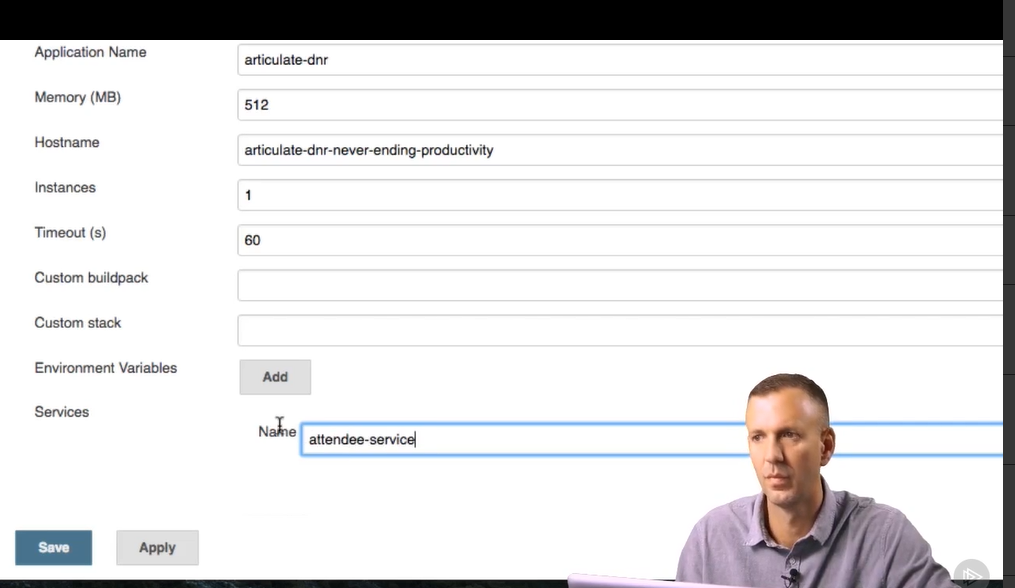 Application Name
articulate-dnr
Memory (MB)
512
Hostname
articulate-dnr-never-ending-productivity
Instances
1
Timeout (s)
60
Custom buildpack
Custom stack
Environment Variables
Add
Services
Name
attendee-service
Save
Apply